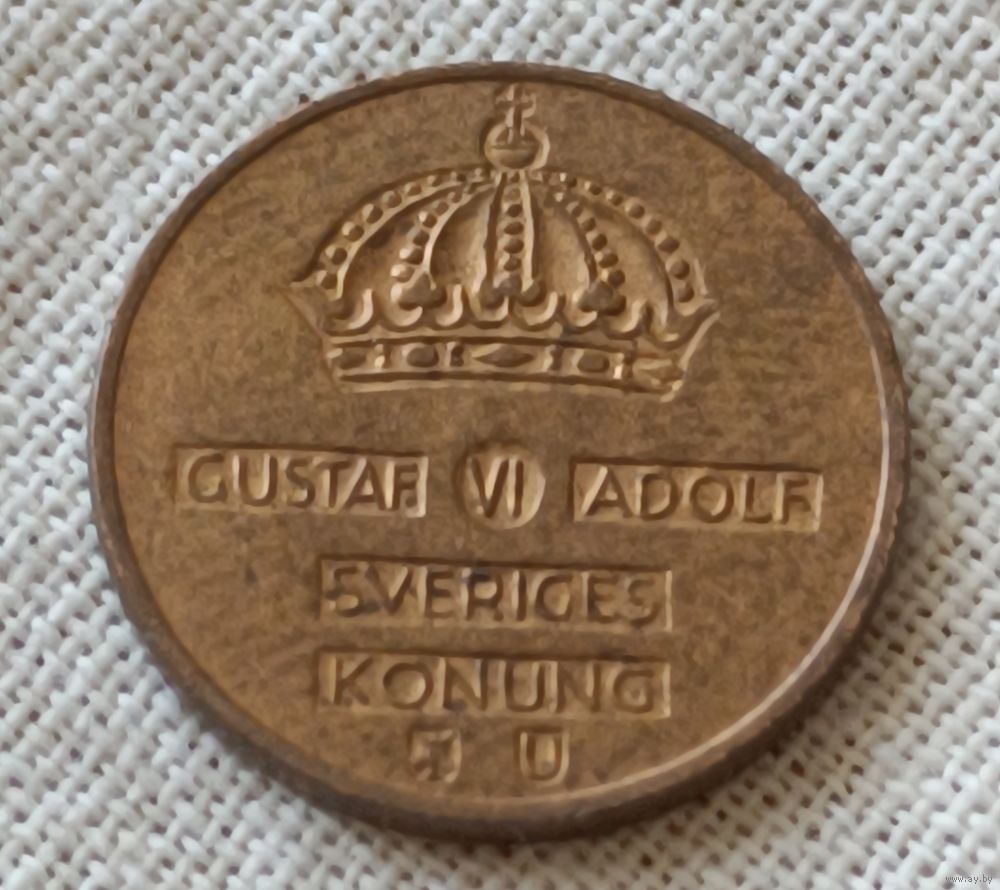 GUSTAF VI ADOLF
SVERIGES
KONUNG
U
www.ay.by